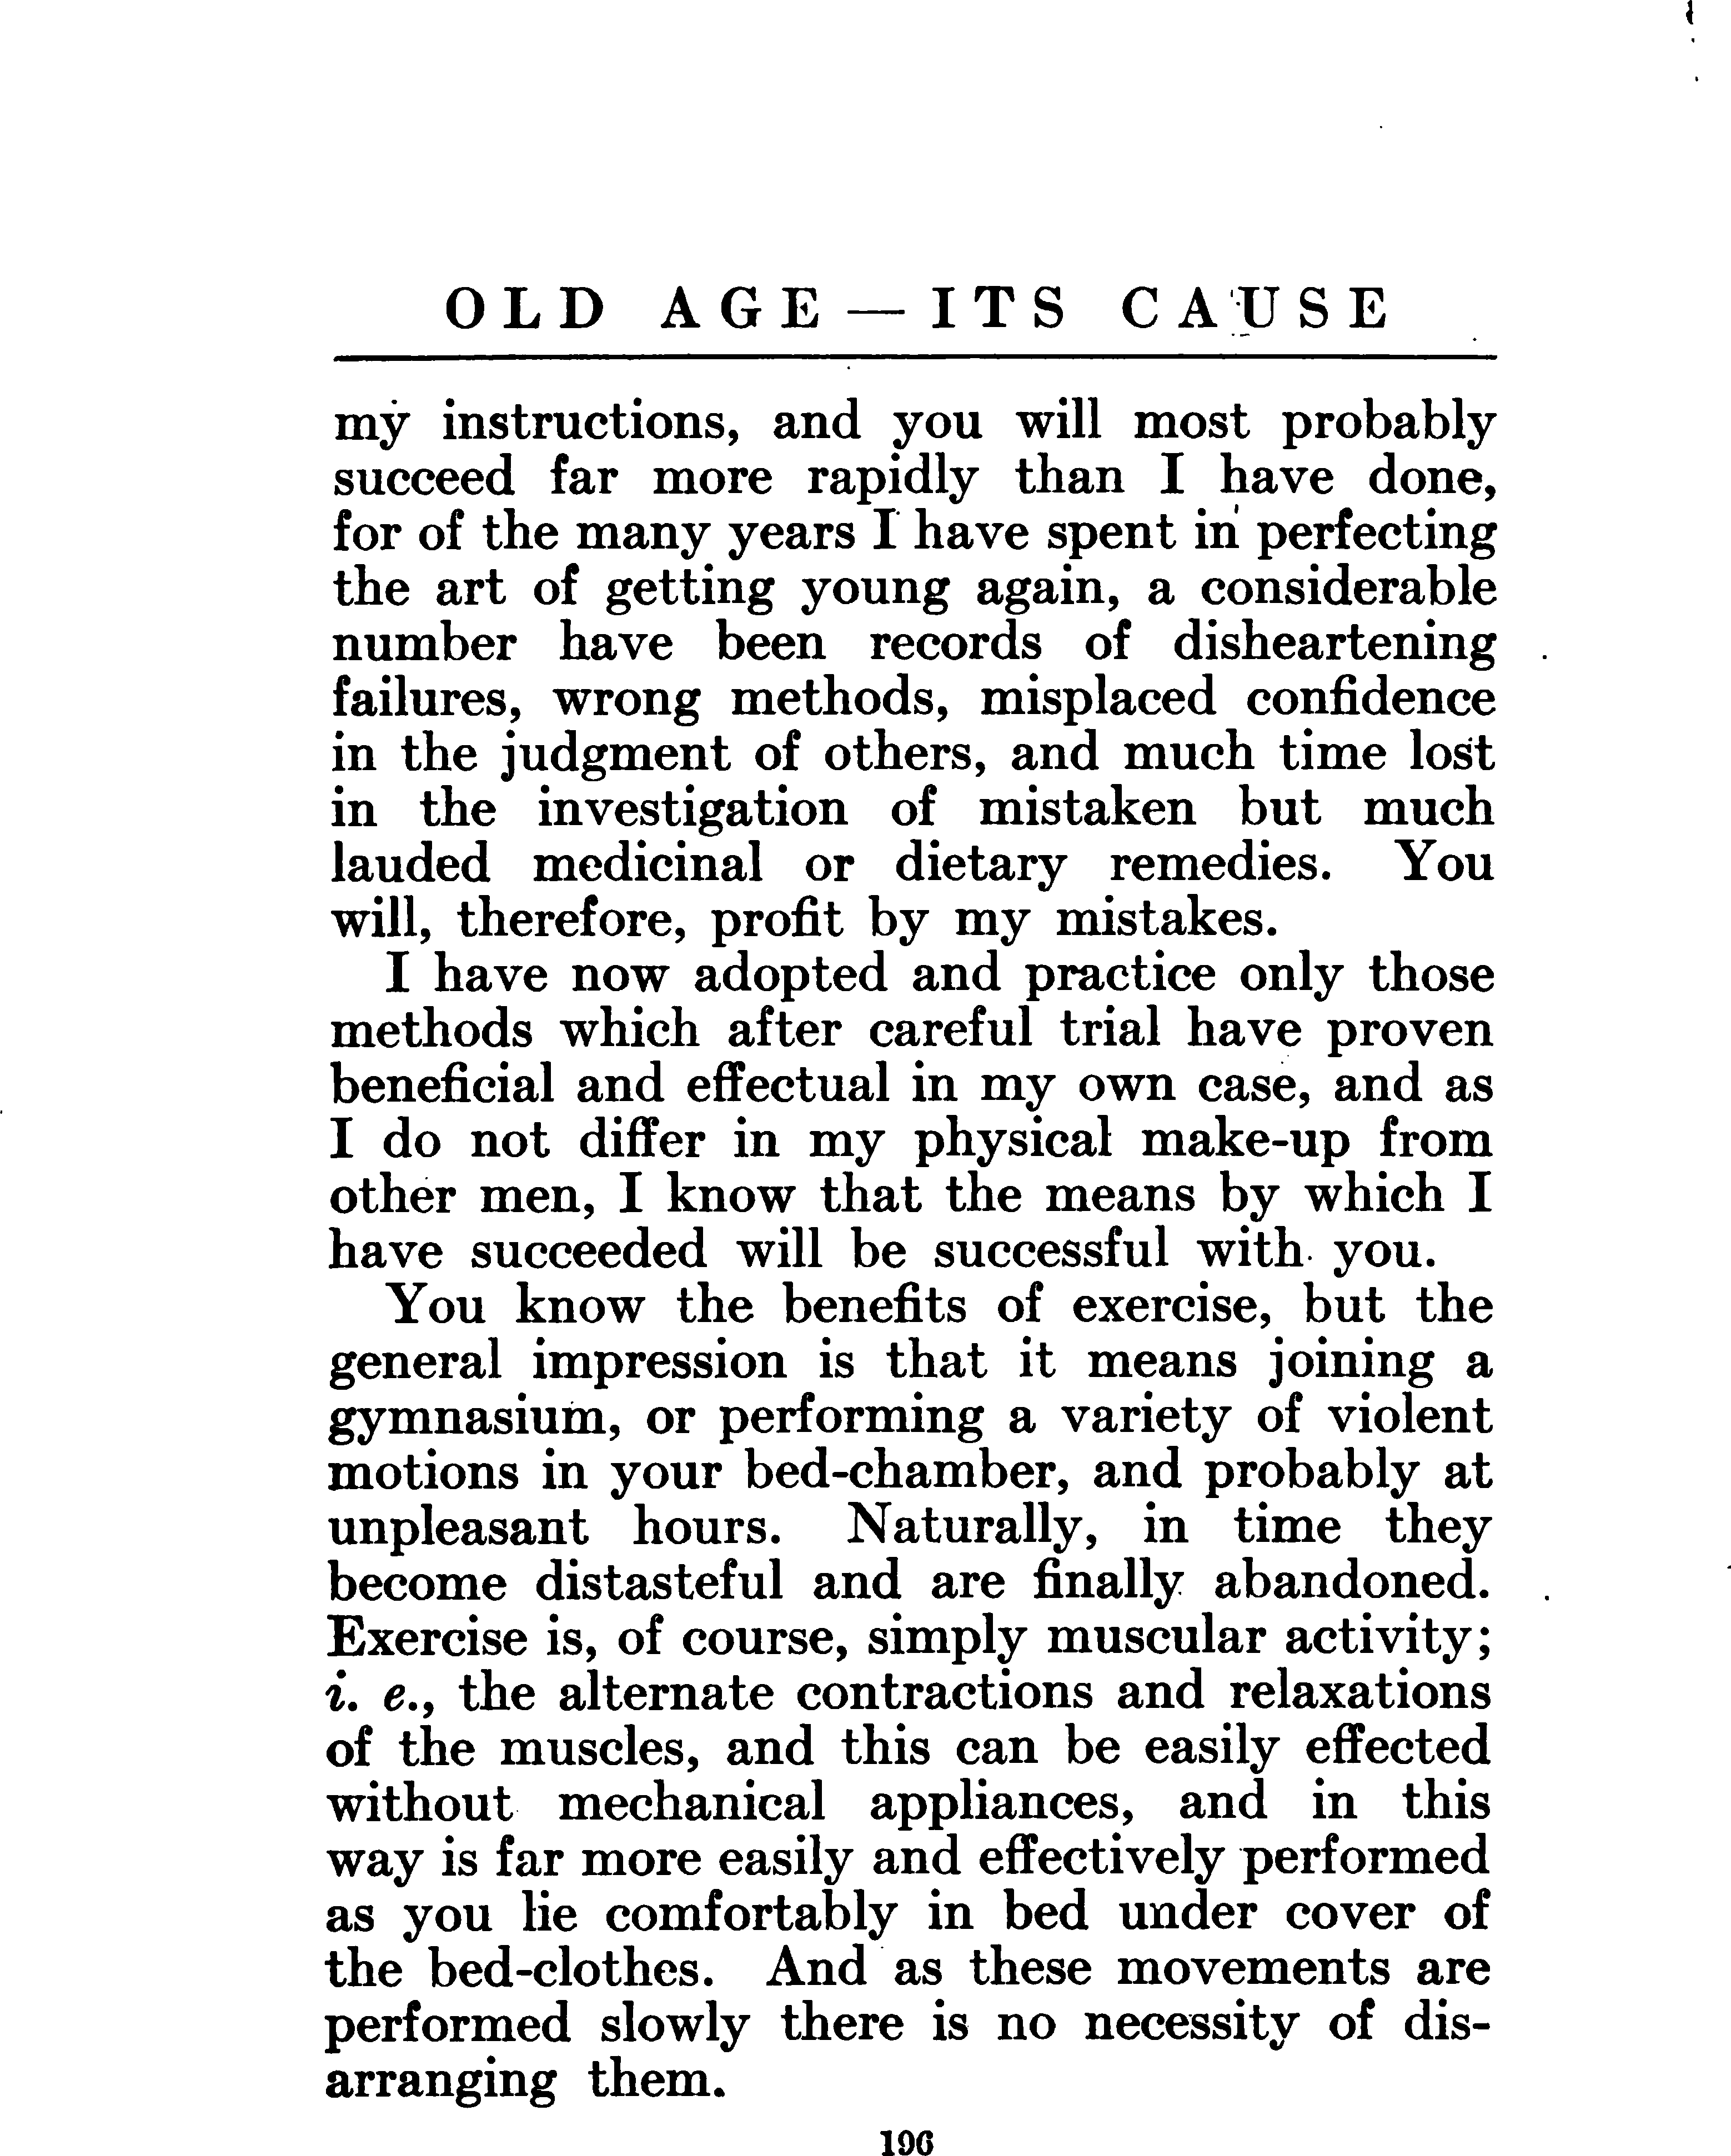 OLD AGE—ITS CAUSE
my instructions, and you will most probably
succeed far more rapidly than I have done,
for of the many years I have spent in perfecting
the art of getting young again, a considerable
number have been records of disheartening
failures, wrong methods, misplaced confidence
in the judgment of others, and much time lost
in the investigation of mistaken but much
lauded medicinal or dietary remedies. You
will, therefore, profit by my mistakes.
I have now adopted and practice only those
methods which after careful trial have proven
beneficial and effectual in my own case, and as
I do not differ in my physical make-up from
other men, I know that the means by which I
have succeeded will be successful with you.
You know the benefits of exercise, but the
general impression is that it means joining a
gymnasium, or performing a variety of violent
motions in your bed-chamber, and probably at
unpleasant hours. Naturally, in time they
become distasteful and are finally abandoned.
Exercise is, of course, simply muscular activity;
i. e., the alternate contractions and relaxations
of the muscles, and this can be easily effected
without mechanical appliances, and in this
way is far more easily and effectively performed
as you lie comfortably in bed under cover of
the bed-clothes. And as these movements are
performed slowly there is no necessity of dis-
arranging them.
196